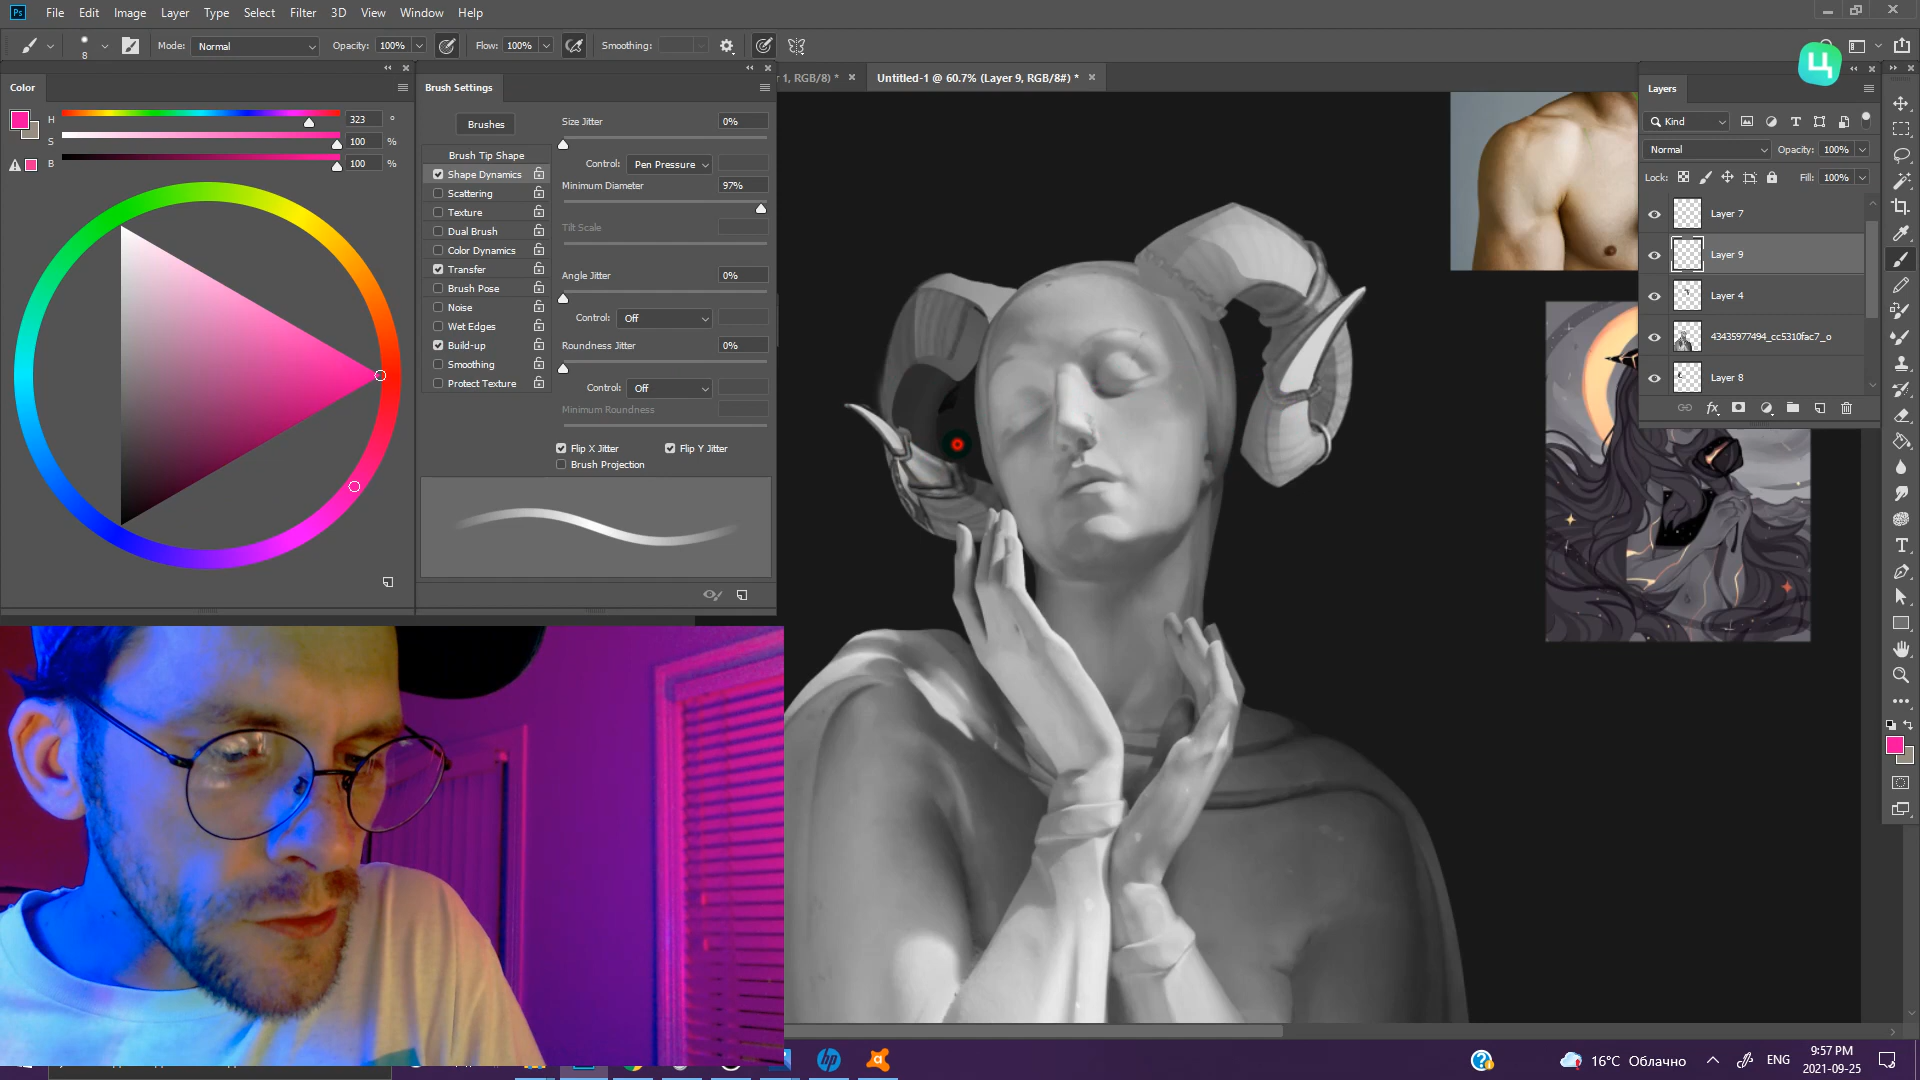 Ps File Edit Image Layer Type Select Filter 3D View Window Help
8 Mode: Normal Opacity: 100% Flow: 100% Smoothing:
1, RGB/8) * × Untitled-1 @ 60.7% (Layer 9, RGB/8#) * ×
Ц
Color
H 323 °
S 100 %
B 100 %
Brush Settings
Brushes
Brush Tip Shape
Shape Dynamics
Scattering
Texture
Dual Brush
Color Dynamics
Transfer
Brush Pose
Noise
Wet Edges
Build-up
Smoothing
Protect Texture
Size Jitter 0%
Control: Pen Pressure
Minimum Diameter 97%
Tilt Scale
Angle Jitter 0%
Control: Off
Roundness Jitter 0%
Control: Off
Minimum Roundness
Flip X Jitter Flip Y Jitter
Brush Projection
Layers
Kind
Normal Opacity: 100%
Lock: Fill: 100%
Layer 7
Layer 9
Layer 4
43435977494_cc5310fac7_o
Layer 8
fx
hp
16°C Облачно
ENG
9:57 PM
2021-09-25